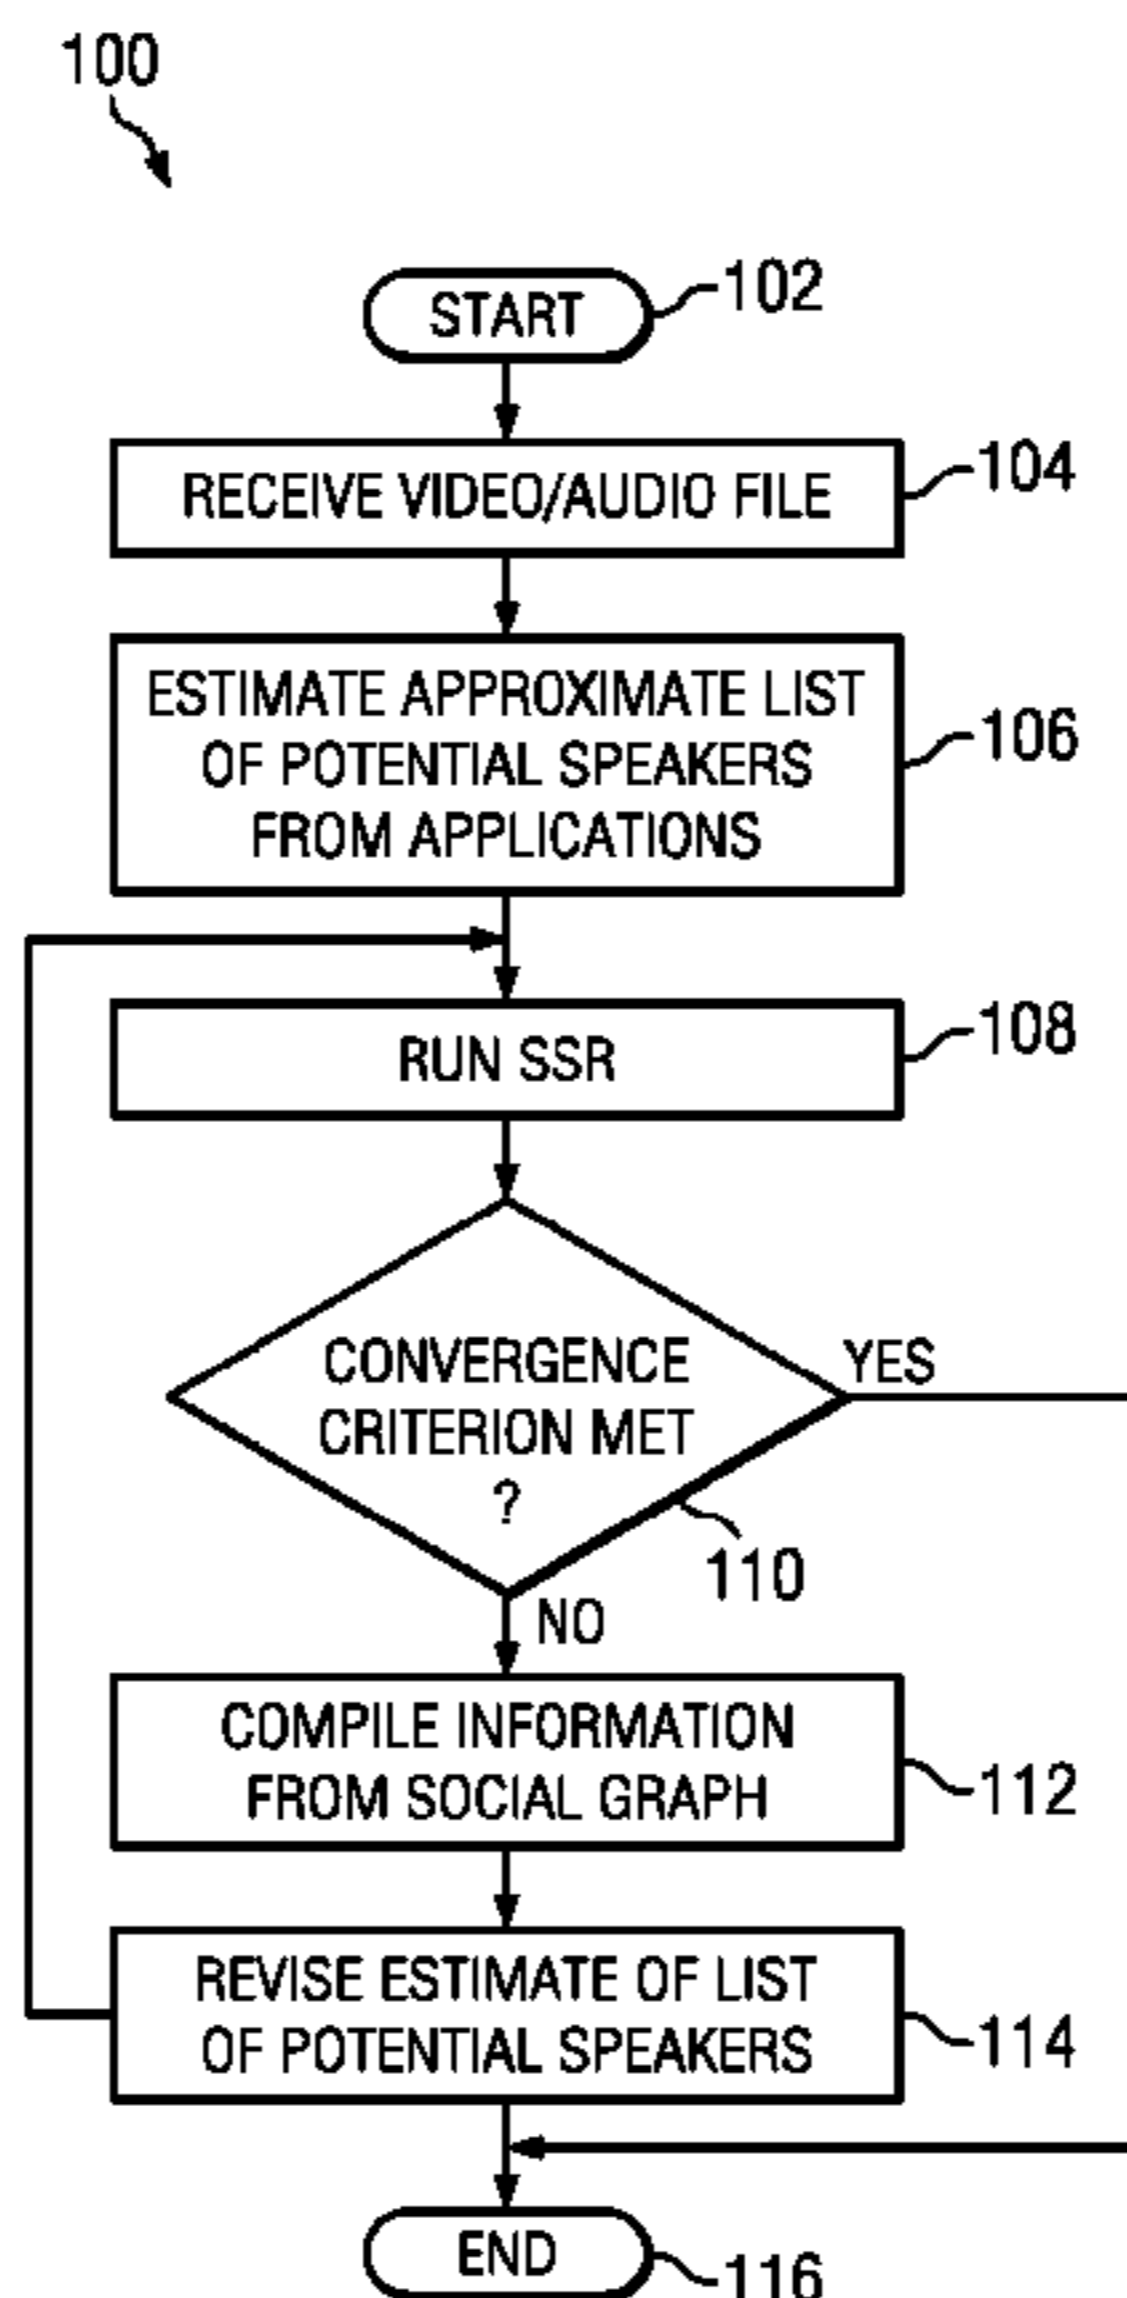 100
START
102
RECEIVE VIDEO/AUDIO FILE
104
ESTIMATE APPROXIMATE LIST
OF POTENTIAL SPEAKERS
FROM APPLICATIONS
106
RUN SSR
108
CONVERGENCE
CRITERION MET
?
YES
110
NO
COMPILE INFORMATION
FROM SOCIAL GRAPH
112
REVISE ESTIMATE OF LIST
OF POTENTIAL SPEAKERS
114
END
116